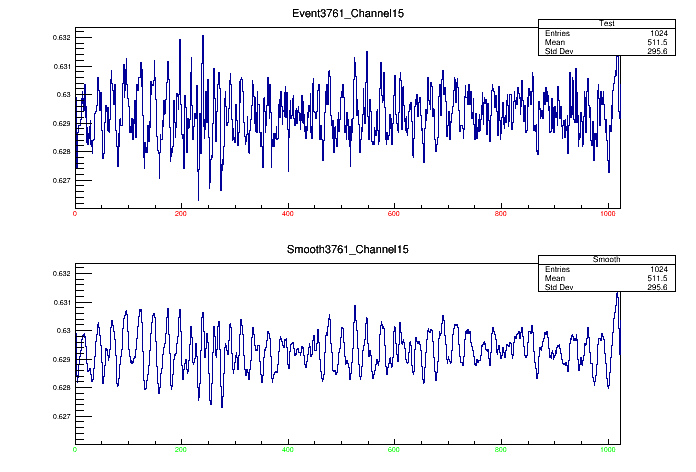 Event3761_Channel15
Test
Entries 1024
Mean 511.5
Std Dev 295.6
0.632
0.631
0.63
0.629
0.628
0.627
0 200 400 600 800 1000
Smooth3761_Channel15
Smooth
Entries 1024
Mean 511.5
Std Dev 295.6
0.632
0.631
0.63
0.629
0.628
0.627
0 200 400 600 800 1000